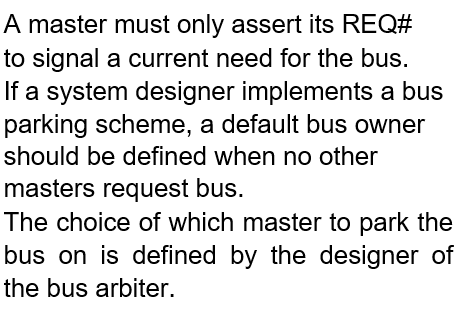 A master must only assert its REQ#
to signal a current need for the bus.
If a system designer implements a bus
parking scheme, a default bus owner
should be defined when no other
masters request bus.
The choice of which master to park the
bus on is defined by the designer of
the bus arbiter.